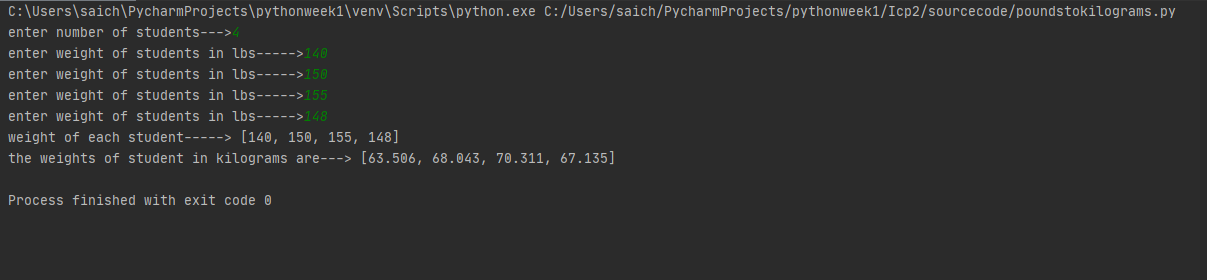 C:\Users\saich\PycharmProjects\pythonweek1\venv\Scripts\python.exe C:/Users/saich/PycharmProjects/pythonweek1/Icp2/sourcecode/poundstokilograms.py
enter number of students--->4
enter weight of students in lbs----->140
enter weight of students in lbs----->150
enter weight of students in lbs----->155
enter weight of students in lbs----->148
weight of each student-----> [140, 150, 155, 148]
the weights of student in kilograms are---> [63.506, 68.043, 70.311, 67.135]
Process finished with exit code 0